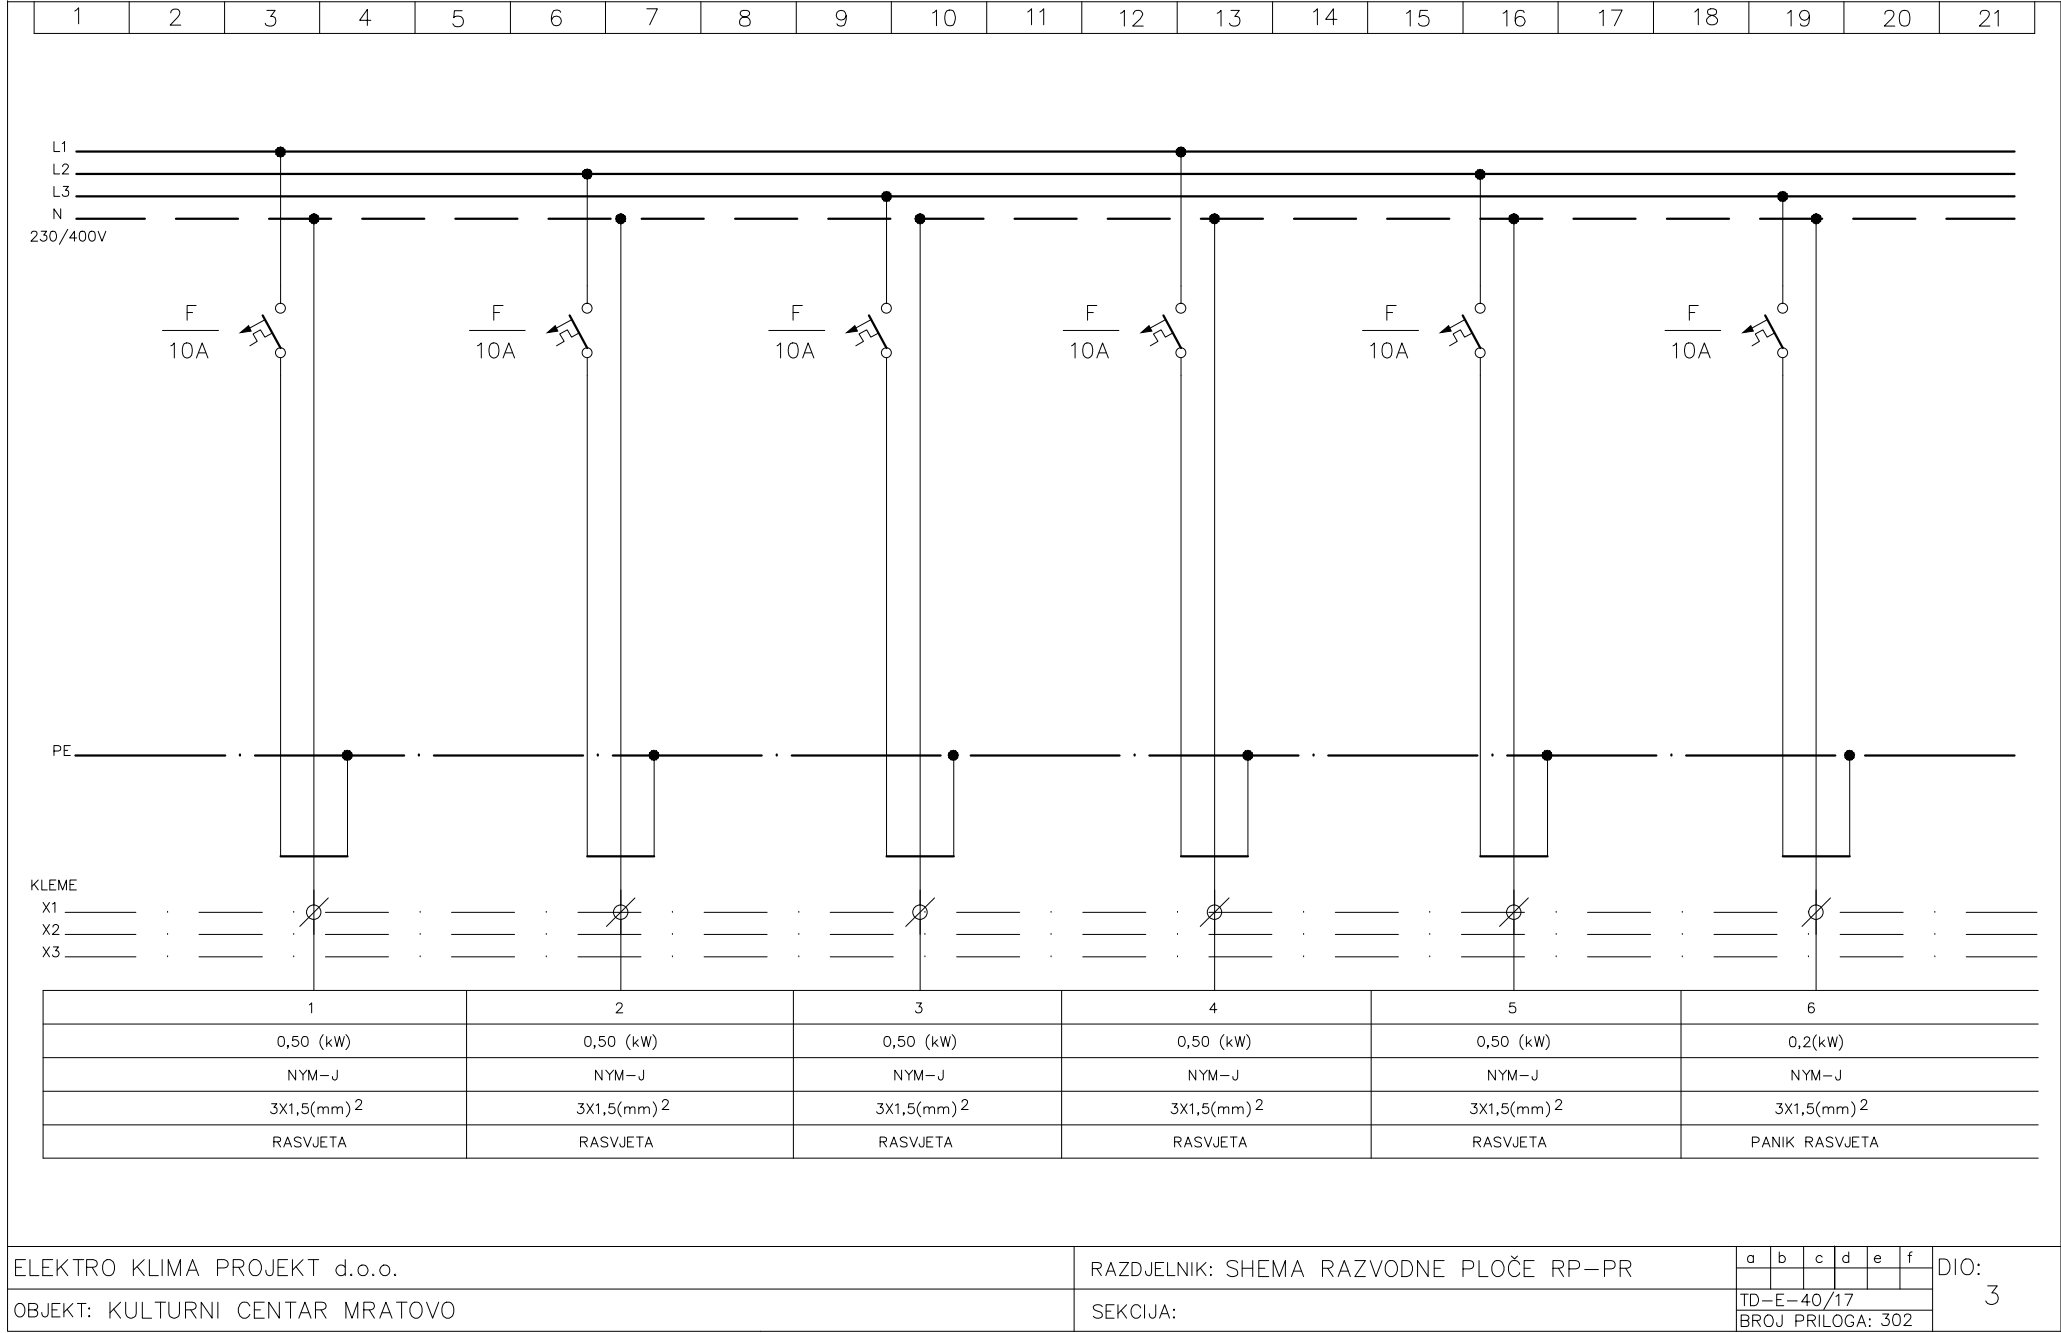 1 2 3 4 5 6 7 8 9 10 11 12 13 14 15 16 17 18 19 20 21
L1
L2
L3
N
230/400V
F F F F F F
10A 10A 10A 10A 10A 10A
PE
KLEME
X1
X2
X3
1 2 3 4 5 6
0,50 (kW) 0,50 (kW) 0,50 (kW) 0,50 (kW) 0,50 (kW) 0,2(kW)
NYM-J NYM-J NYM-J NYM-J NYM-J NYM-J
3X1,5(mm)2 3X1,5(mm)2 3X1,5(mm)2 3X1,5(mm)2 3X1,5(mm)2 3X1,5(mm)2
RASVJETA RASVJETA RASVJETA RASVJETA RASVJETA PANIK RASVJETA
ELEKTRO KLIMA PROJEKT d.o.o.
OBJEKT: KULTURNI CENTAR MRATOVO
RAZDJELNIK: SHEMA RAZVODNE PLOČE RP-PR
SEKCIJA:
a b c d e f
TD-E-40/17
BROJ PRILOGA: 302
DIO:
3